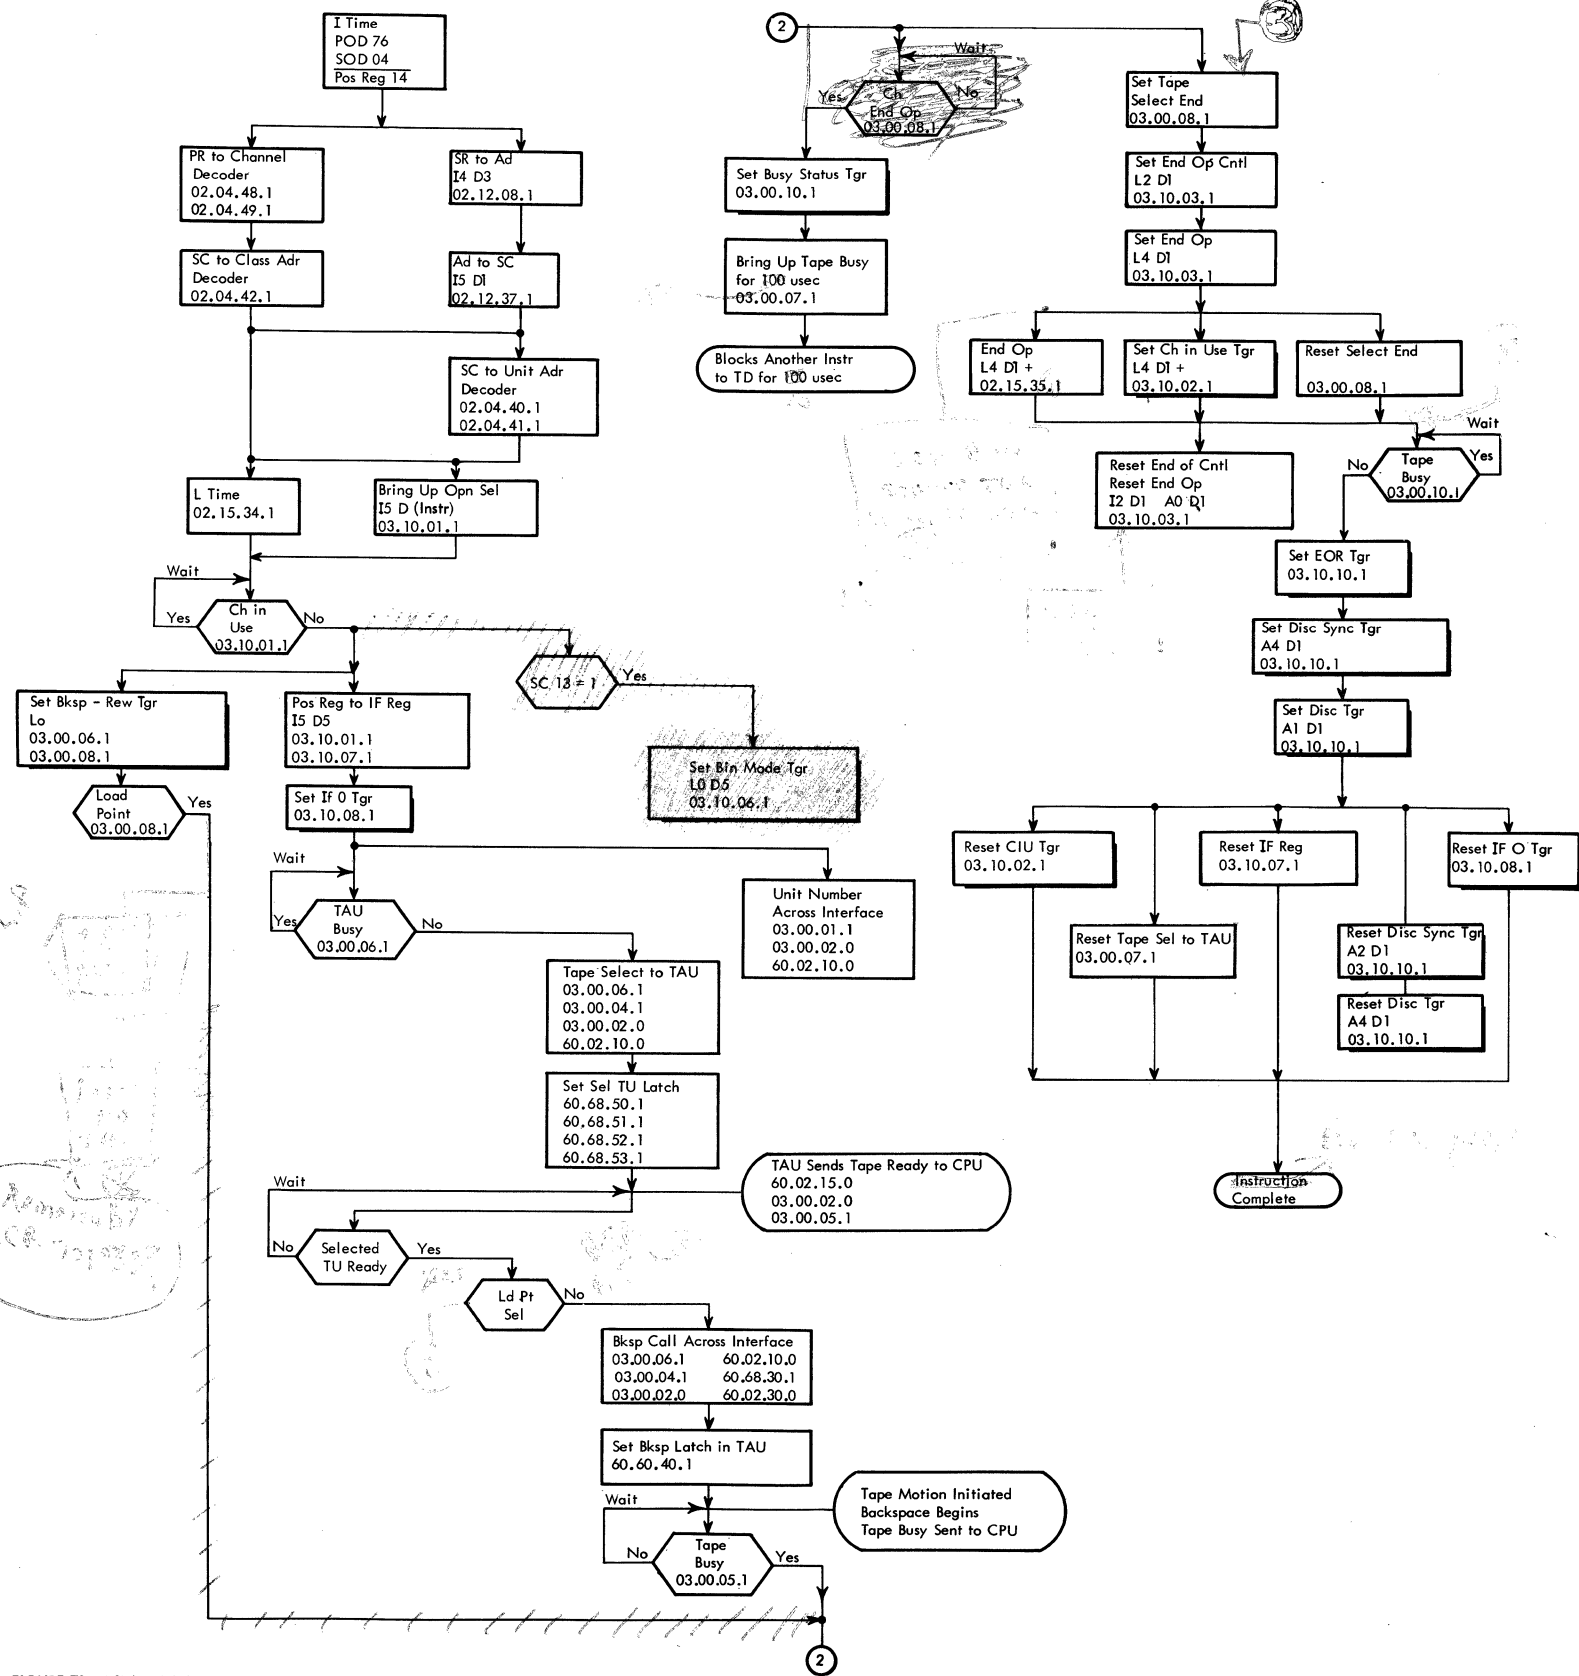 I Time
POD 76
SOD 04
Pos Reg 14
PR to Channel
Decoder
02.04.48.1
02.04.49.1
SR to Ad
I4 D3
02.12.08.1
SC to Class Adr
Decoder
02.04.42.1
Ad to SC
I5 D1
02.12.37.1
SC to Unit Adr
Decoder
02.04.40.1
02.04.41.1
L Time
02.15.34.1
Bring Up Opn Sel
I5 D (Instr)
03.10.01.1
Wait
Yes
Ch in
Use
03.10.01.1
No
SC 13 = 1
Yes
Set Bin Mode Tgr
L0 D5
03.10.06.1
Set Bksp - Rew Tgr
Lo
03.00.06.1
03.00.08.1
Pos Reg to IF Reg
I5 D5
03.10.01.1
03.10.07.1
Load
Point
03.00.08.1
Yes
Set If 0 Tgr
03.10.08.1
Wait
Yes
TAU
Busy
03.00.06.1
No
Unit Number
Across Interface
03.00.01.1
03.00.02.0
60.02.10.0
Tape Select to TAU
03.00.06.1
03.00.04.1
03.00.02.0
60.02.10.0
Set Sel TU Latch
60.68.50.1
60.68.51.1
60.68.52.1
60.68.53.1
Wait
TAU Sends Tape Ready to CPU
60.02.15.0
03.00.02.0
03.00.05.1
No
Selected
TU Ready
Yes
Ld Pt
Sel
No
Bksp Call Across Interface
03.00.06.1 60.02.10.0
03.00.04.1 60.68.30.1
03.00.02.0 60.02.30.0
Set Bksp Latch in TAU
60.60.40.1
Wait
Tape Motion Initiated
Backspace Begins
Tape Busy Sent to CPU
No
Tape
Busy
03.00.05.1
Yes
2
2
Wait
Yes
Ch
End Op
03.00.08.1
No
Set Busy Status Tgr
03.00.10.1
Bring Up Tape Busy
for 100 usec
03.00.07.1
Blocks Another Instr
to TD for 100 usec
3
Set Tape
Select End
03.00.08.1
Set End Op Cntl
L2 D1
03.10.03.1
Set End Op
L4 D1
03.10.03.1
End Op
L4 D1 +
02.15.35.1
Set Ch in Use Tgr
L4 D1 +
03.10.02.1
Reset Select End
03.00.08.1
Reset End of Cntl
Reset End Op
I2 D1 A0 D1
03.10.03.1
Wait
No
Tape
Busy
03.00.10.1
Yes
Set EOR Tgr
03.10.10.1
Set Disc Sync Tgr
A4 D1
03.10.10.1
Set Disc Tgr
A1 D1
03.10.10.1
Reset CIU Tgr
03.10.02.1
Reset IF Reg
03.10.07.1
Reset IF O Tgr
03.10.08.1
Reset Tape Sel to TAU
03.00.07.1
Reset Disc Sync Tgr
A2 D1
03.10.10.1
Reset Disc Tgr
A4 D1
03.10.10.1
Instruction
Complete